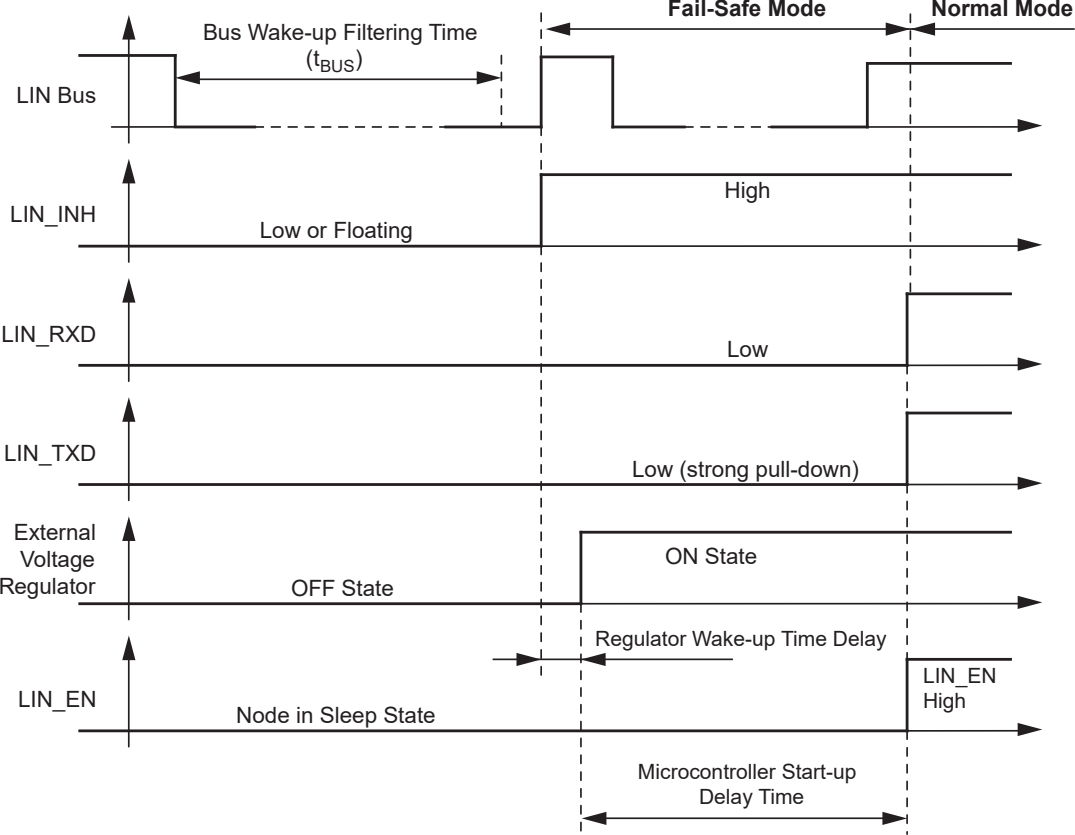 Fail-Safe Mode
Normal Mode
Bus Wake-up Filtering Time
(tBUS)
LIN Bus
LIN_INH
High
Low or Floating
LIN_RXD
Low
LIN_TXD
Low (strong pull-down)
External
Voltage
Regulator
ON State
OFF State
Regulator Wake-up Time Delay
LIN_EN
LIN_EN
High
Node in Sleep State
Microcontroller Start-up
Delay Time